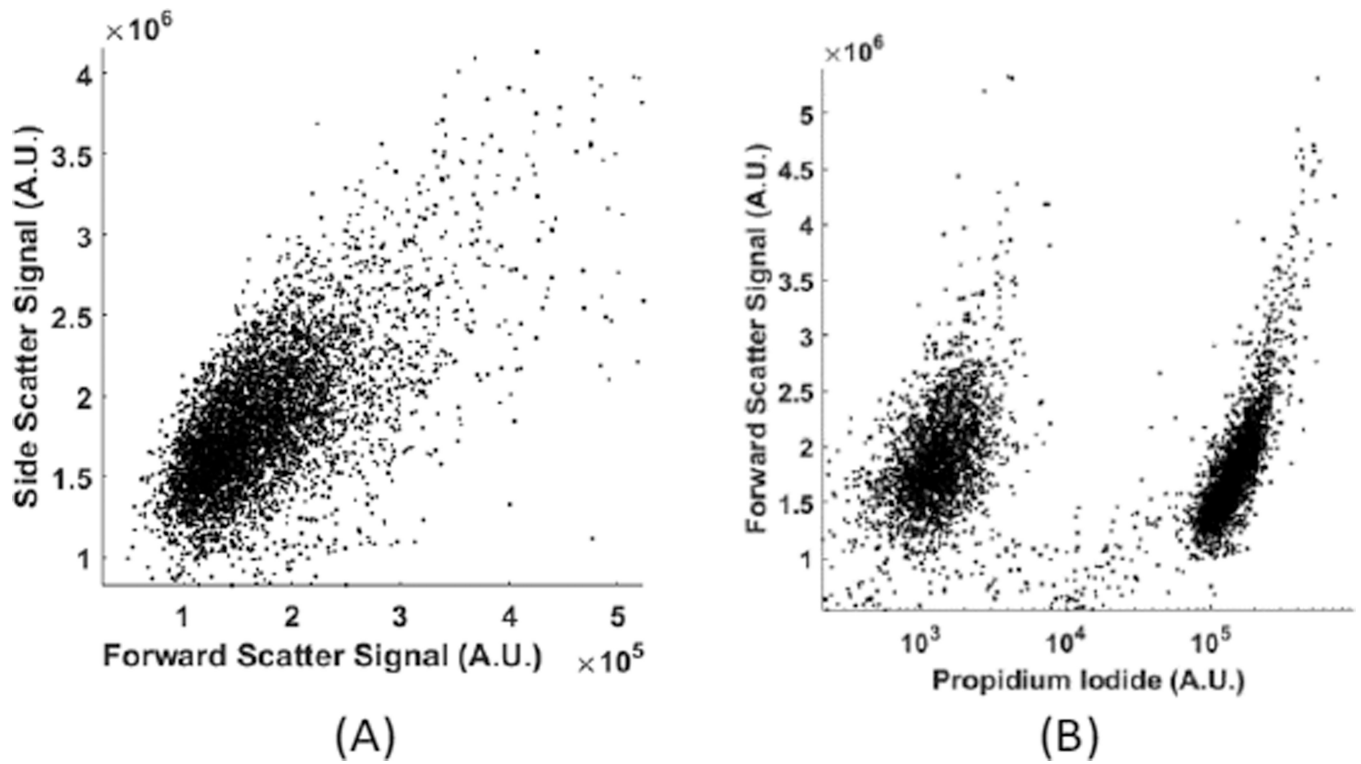 ×10⁶
4
3.5
3
2.5
2
1.5
1
Side Scatter Signal (A.U.)
1 2 3 4 5
Forward Scatter Signal (A.U.) ×10⁵
(A)
×10⁶
5
4.5
4
3.5
3
2.5
2
1.5
1
Forward Scatter Signal (A.U.)
10³ 10⁴ 10⁵
Propidium Iodide (A.U.)
(B)